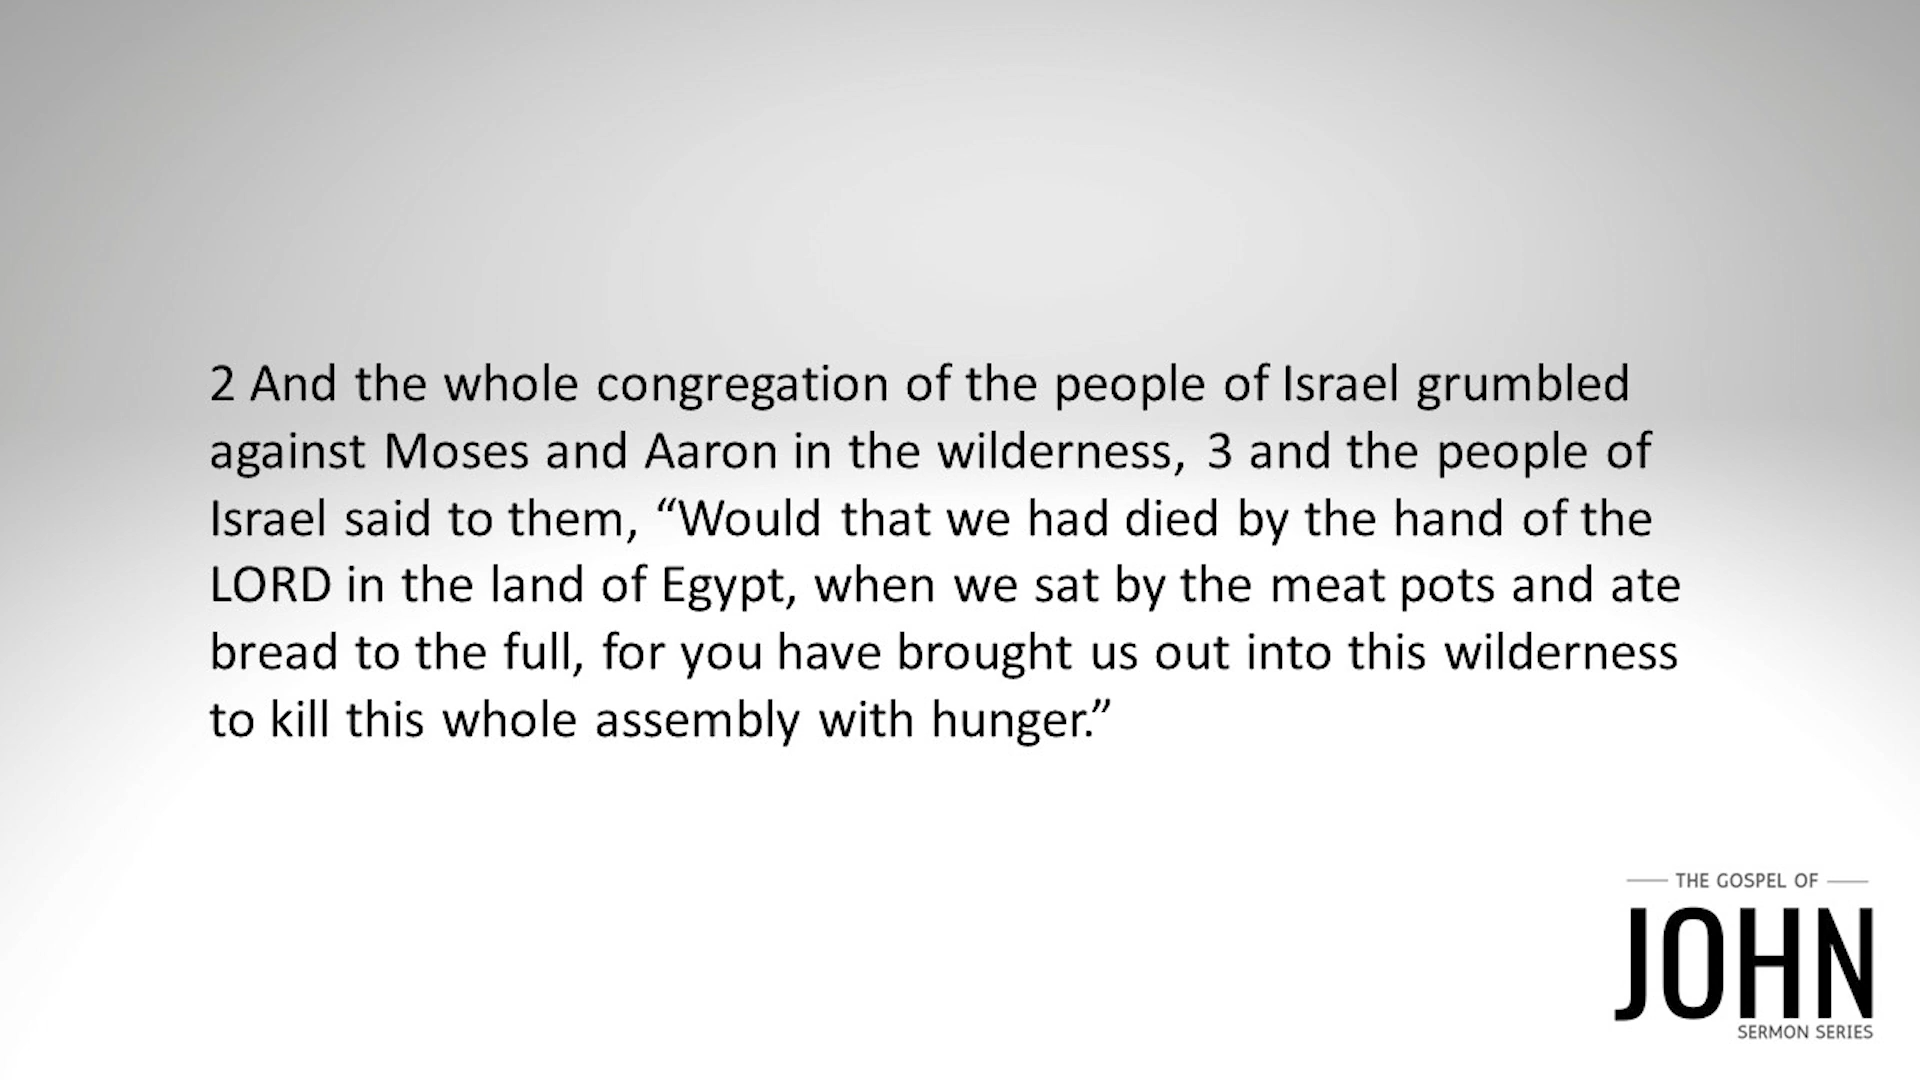 2 And the whole congregation of the people of Israel grumbled
against Moses and Aaron in the wilderness, 3 and the people of
Israel said to them, “Would that we had died by the hand of the
LORD in the land of Egypt, when we sat by the meat pots and ate
bread to the full, for you have brought us out into this wilderness
to kill this whole assembly with hunger.”
THE GOSPEL OF
JOHN
SERMON SERIES